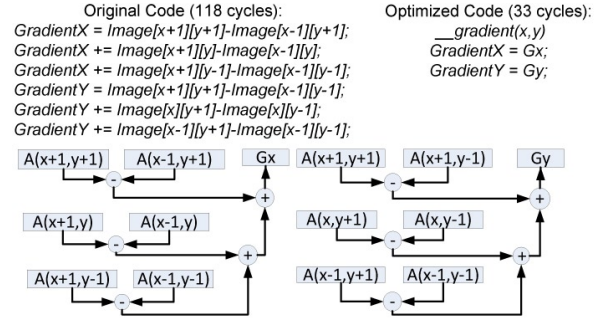 Original Code (118 cycles):
GradientX = Image[x+1][y+1]-Image[x-1][y+1];
GradientX += Image[x+1][y]-Image[x-1][y];
GradientX += Image[x+1][y-1]-Image[x-1][y-1];
GradientY = Image[x+1][y+1]-Image[x+1][y-1];
GradientY += Image[x][y+1]-Image[x][y-1];
GradientY += Image[x-1][y+1]-Image[x-1][y-1];
Optimized Code (33 cycles):
__gradient(x,y)
GradientX = Gx;
GradientY = Gy;
A(x+1,y+1) A(x-1,y+1) Gx
-
+
A(x+1,y) A(x-1,y)
-
+
A(x+1,y-1) A(x-1,y-1)
-
A(x+1,y+1) A(x+1,y-1) Gy
-
+
A(x,y+1) A(x,y-1)
-
+
A(x-1,y+1) A(x-1,y-1)
-